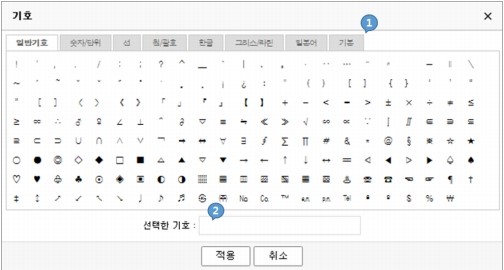 기호
×
1
일반기호 숫자/단위 선 원/괄호 한글 그리스/라틴 일본어 기타
! ' , . / : ; ? ^
" 〔 〕 〈 〉 《 》 「 」 『 』 【 】 + − < = > ± × ÷ ≠ ≤
≥ ∞ ∴ ♂ ♀ ∠ ⊥ ⌒ ∂ ▽ ≡ ≒ ≪ ≫ √ ∽ ∝ ∵ ∫ ∬
⊂ ⊃ ∪ ∩ ∧ ∨ ¬ ⇒ ⇔ ∀ ∃ ∮ ∑ ∏ # & * @ § ※ ☆ ★
○ ● ◎ ◇ ◆ □ ■ △ ▲ ▽ ▼ → ← ↑ ↓ ↔ 〓 ◁ ◀ ▷ ▶ ♤ ♠
♡ ♥ ♧ ♣ ⊙ ◈ ▣ ◐ ◑ ▒ ▤ ▥ ▨ ▧ ▦ ▩ ♨ ☏ ☎ ☜ ☞ ¶ †
‡ ↕ ↗ ↙ ↖ ↘ ♩ ♪ ♬ ㉿ ㈜ № ㏇ ™ ㏂ ㏘ ℡ $ % ₩
2
선택한 기호 :
적용 취소